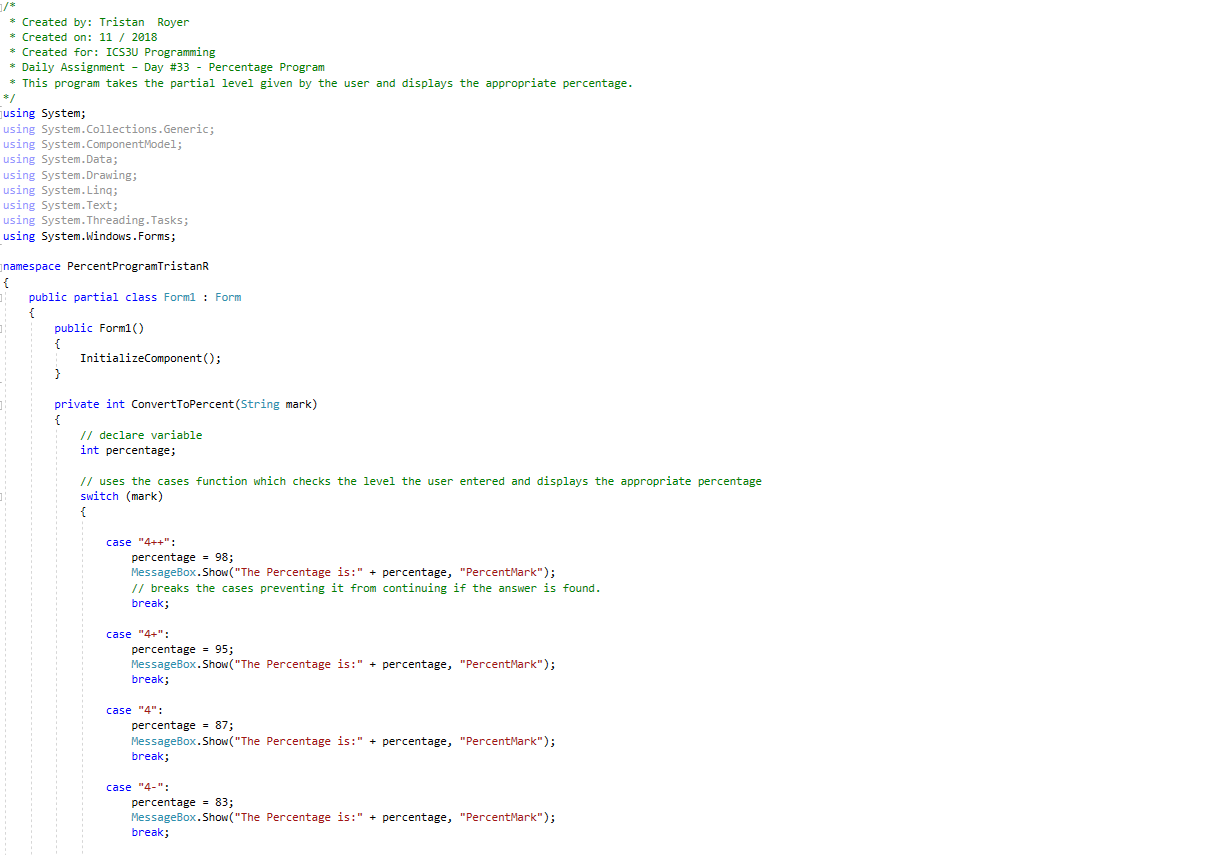 /*
 * Created by: Tristan  Royer
 * Created on: 11 / 2018
 * Created for: ICS3U Programming
 * Daily Assignment – Day #33 - Percentage Program
 * This program takes the partial level given by the user and displays the appropriate percentage.
*/
using System;
using System.Collections.Generic;
using System.ComponentModel;
using System.Data;
using System.Drawing;
using System.Linq;
using System.Text;
using System.Threading.Tasks;
using System.Windows.Forms;

namespace PercentProgramTristanR
{
    public partial class Form1 : Form
    {
        public Form1()
        {
            InitializeComponent();
        }

        private int ConvertToPercent(String mark)
        {
            // declare variable
            int percentage;

            // uses the cases function which checks the level the user entered and displays the appropriate percentage
            switch (mark)
            {

                case "4++":
                    percentage = 98;
                    MessageBox.Show("The Percentage is:" + percentage, "PercentMark");
                    // breaks the cases preventing it from continuing if the answer is found.
                    break;

                case "4+":
                    percentage = 95;
                    MessageBox.Show("The Percentage is:" + percentage, "PercentMark");
                    break;

                case "4":
                    percentage = 87;
                    MessageBox.Show("The Percentage is:" + percentage, "PercentMark");
                    break;

                case "4-":
                    percentage = 83;
                    MessageBox.Show("The Percentage is:" + percentage, "PercentMark");
                    break;